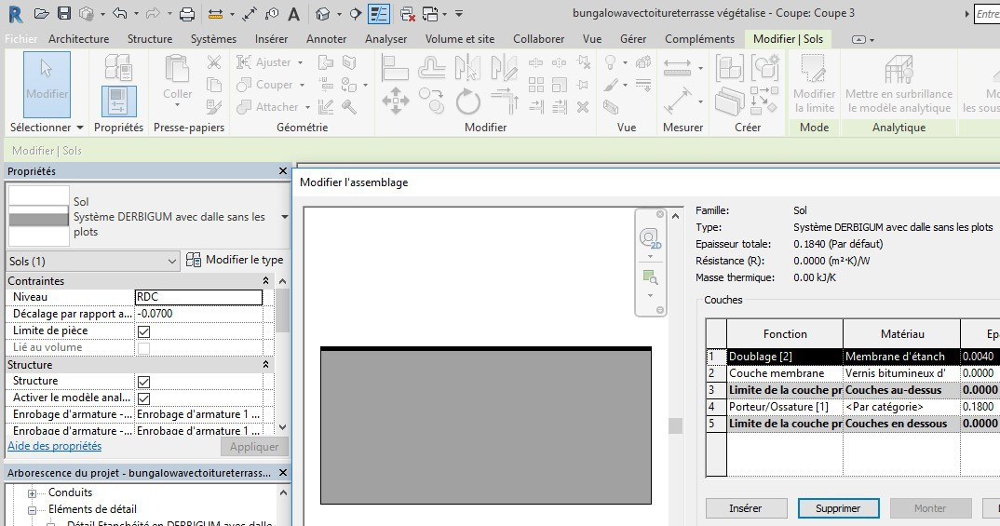 bungalowavectoitureterrasse végétalise - Coupe: Coupe 3
Entre
Fichier Architecture Structure Systèmes Insérer Annoter Analyser Volume et site Collaborer Vue Gérer Compléments Modifier | Sols
Modifier
Coller
Ajuster
Couper
Attacher
Modifier la limite
Mettre en surbrillance le modèle analytique
Mo
les sous
Sélectionner Propriétés Presse-papiers Géométrie Modifier Vue Mesurer Créer Mode Analytique
Modifier | Sols
Propriétés
Sol
Système DERBIGUM avec dalle sans les
plots
Sols (1) Modifier le type
Contraintes
Niveau RDC
Décalage par rapport a... -0.0700
Limite de pièce
Lié au volume
Structure
Structure
Activer le modèle anal...
Enrobage d'armature -... Enrobage d'armature 1 ...
Enrobage d'armature -... Enrobage d'armature 1 ...
Aide des propriétés Appliquer
Arborescence du projet - bungalowavectoitureterrass...
Conduits
Eléments de détail
Détail Etanchéité en DERBIGUM avec dalle
Modifier l'assemblage
2D
Famille: Sol
Type: Système DERBIGUM avec dalle sans les plots
Epaisseur totale: 0.1840 (Par défaut)
Résistance (R): 0.0000 (m²·K)/W
Masse thermique: 0.00 kJ/K
Couches
Fonction Matériau Ep
1 Doublage [2] Membrane d'étanch 0.0040
2 Couche membrane Vernis bitumineux d' 0.0000
3 Limite de la couche pr Couches au-dessus 0.0000
4 Porteur/Ossature [1] <Par catégorie> 0.1800
5 Limite de la couche pr Couches en dessous 0.0000
Insérer Supprimer Monter